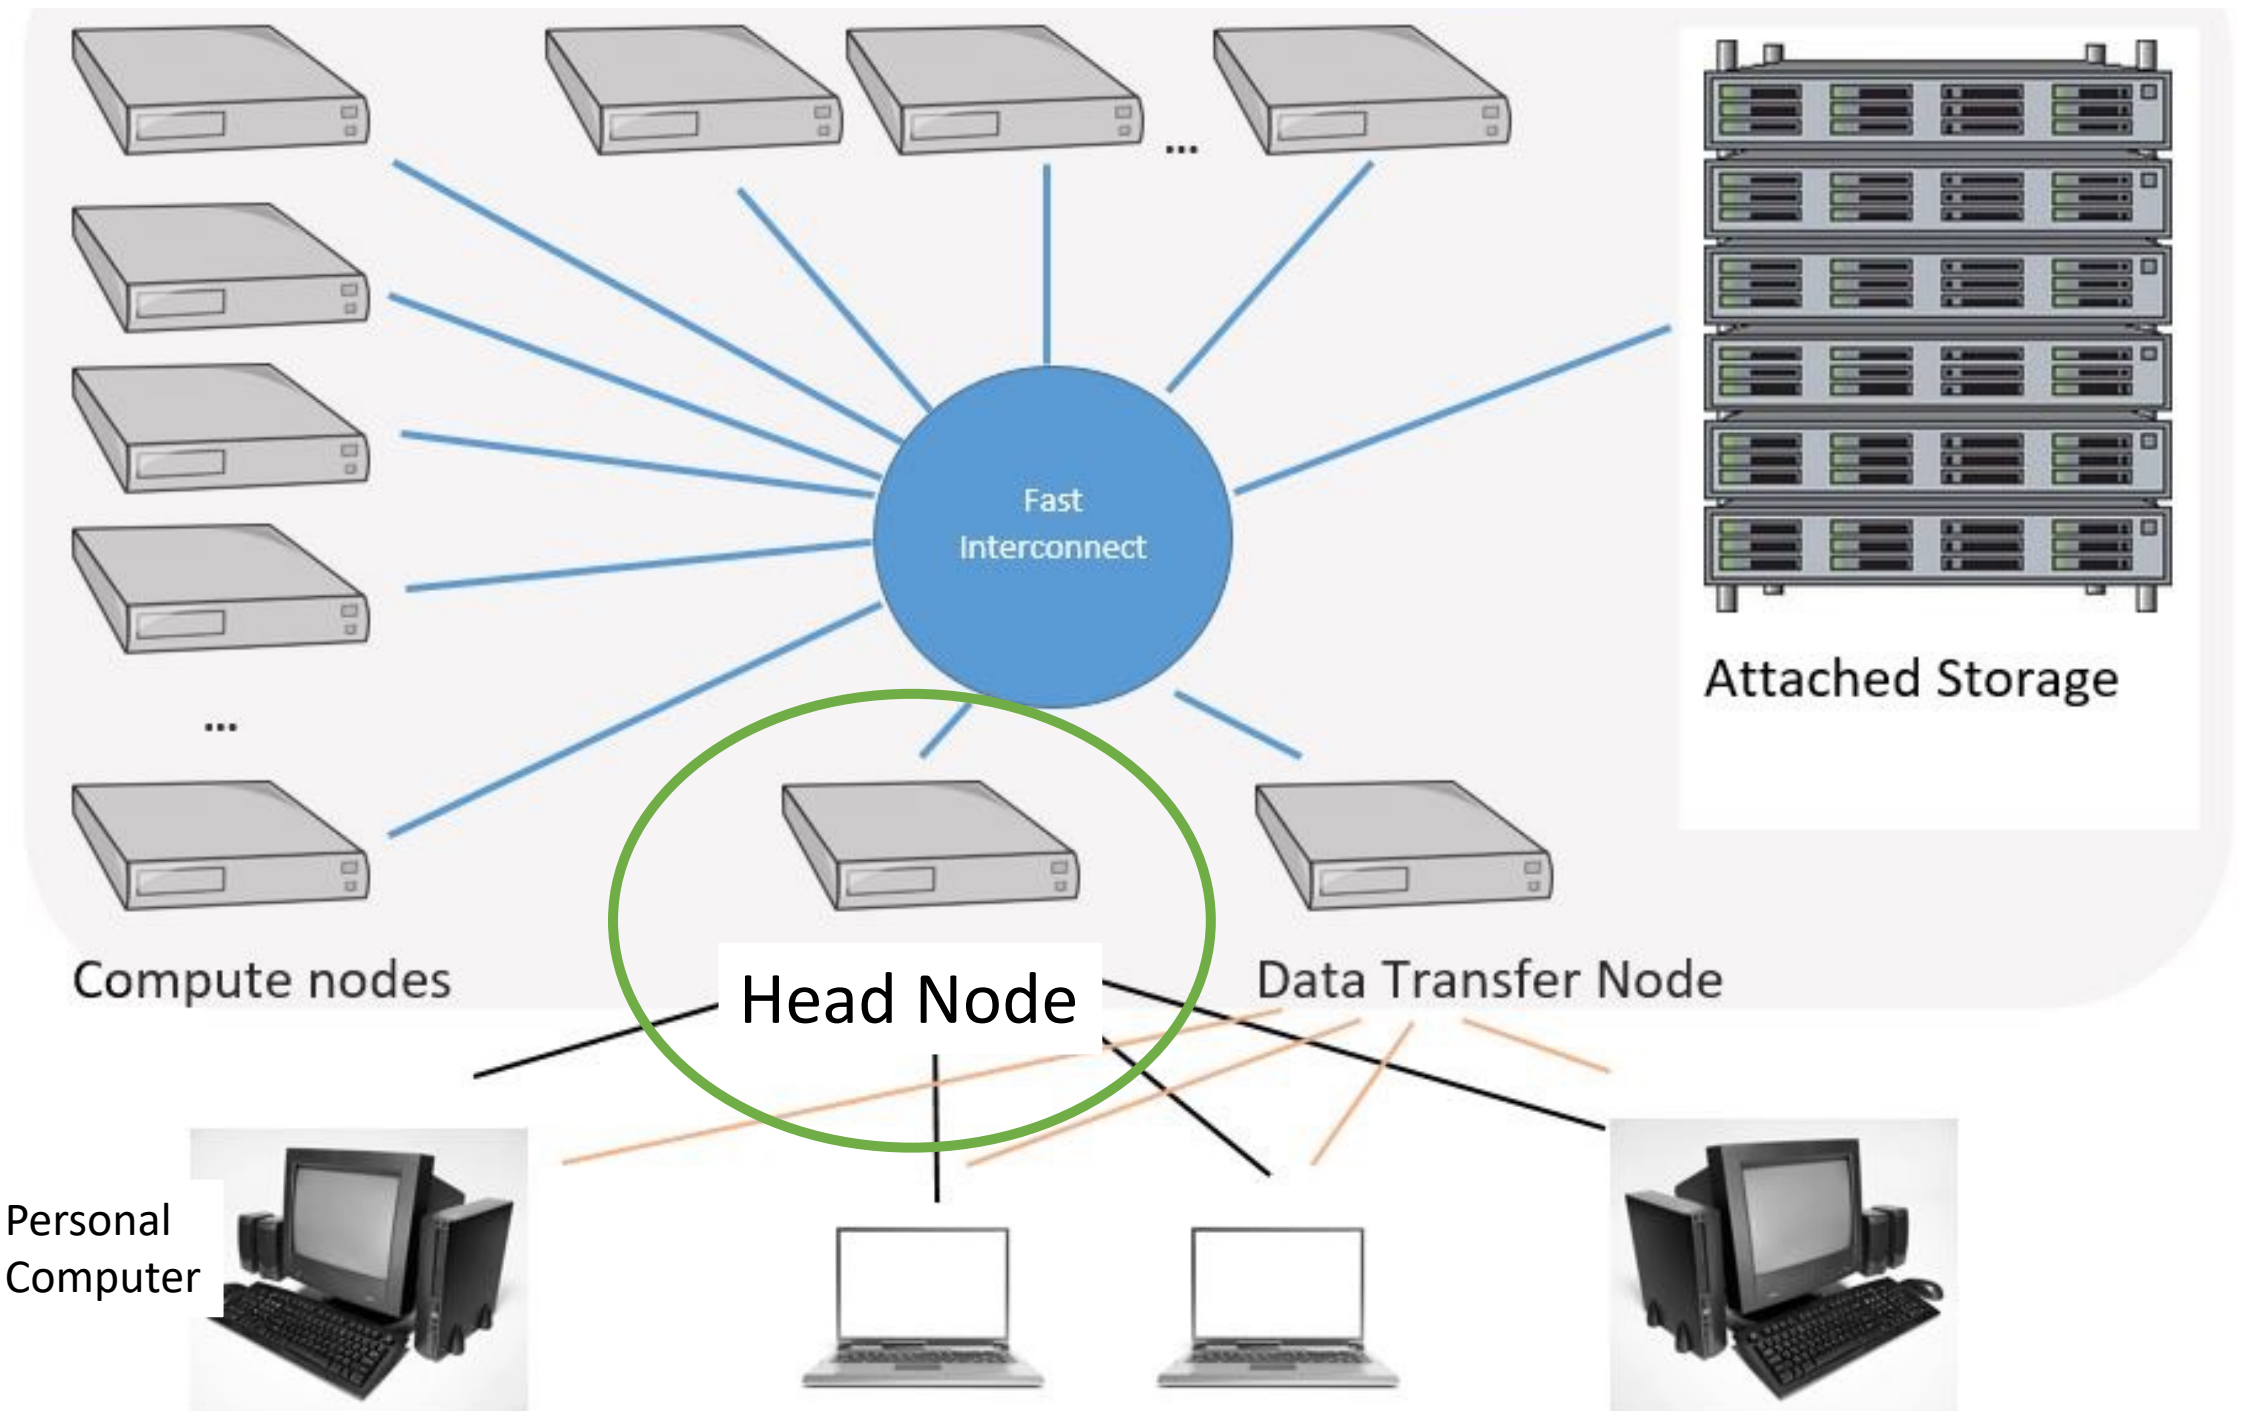 ...
Fast
Interconnect
Attached Storage
...
Compute nodes
Head Node
Data Transfer Node
Personal
Computer